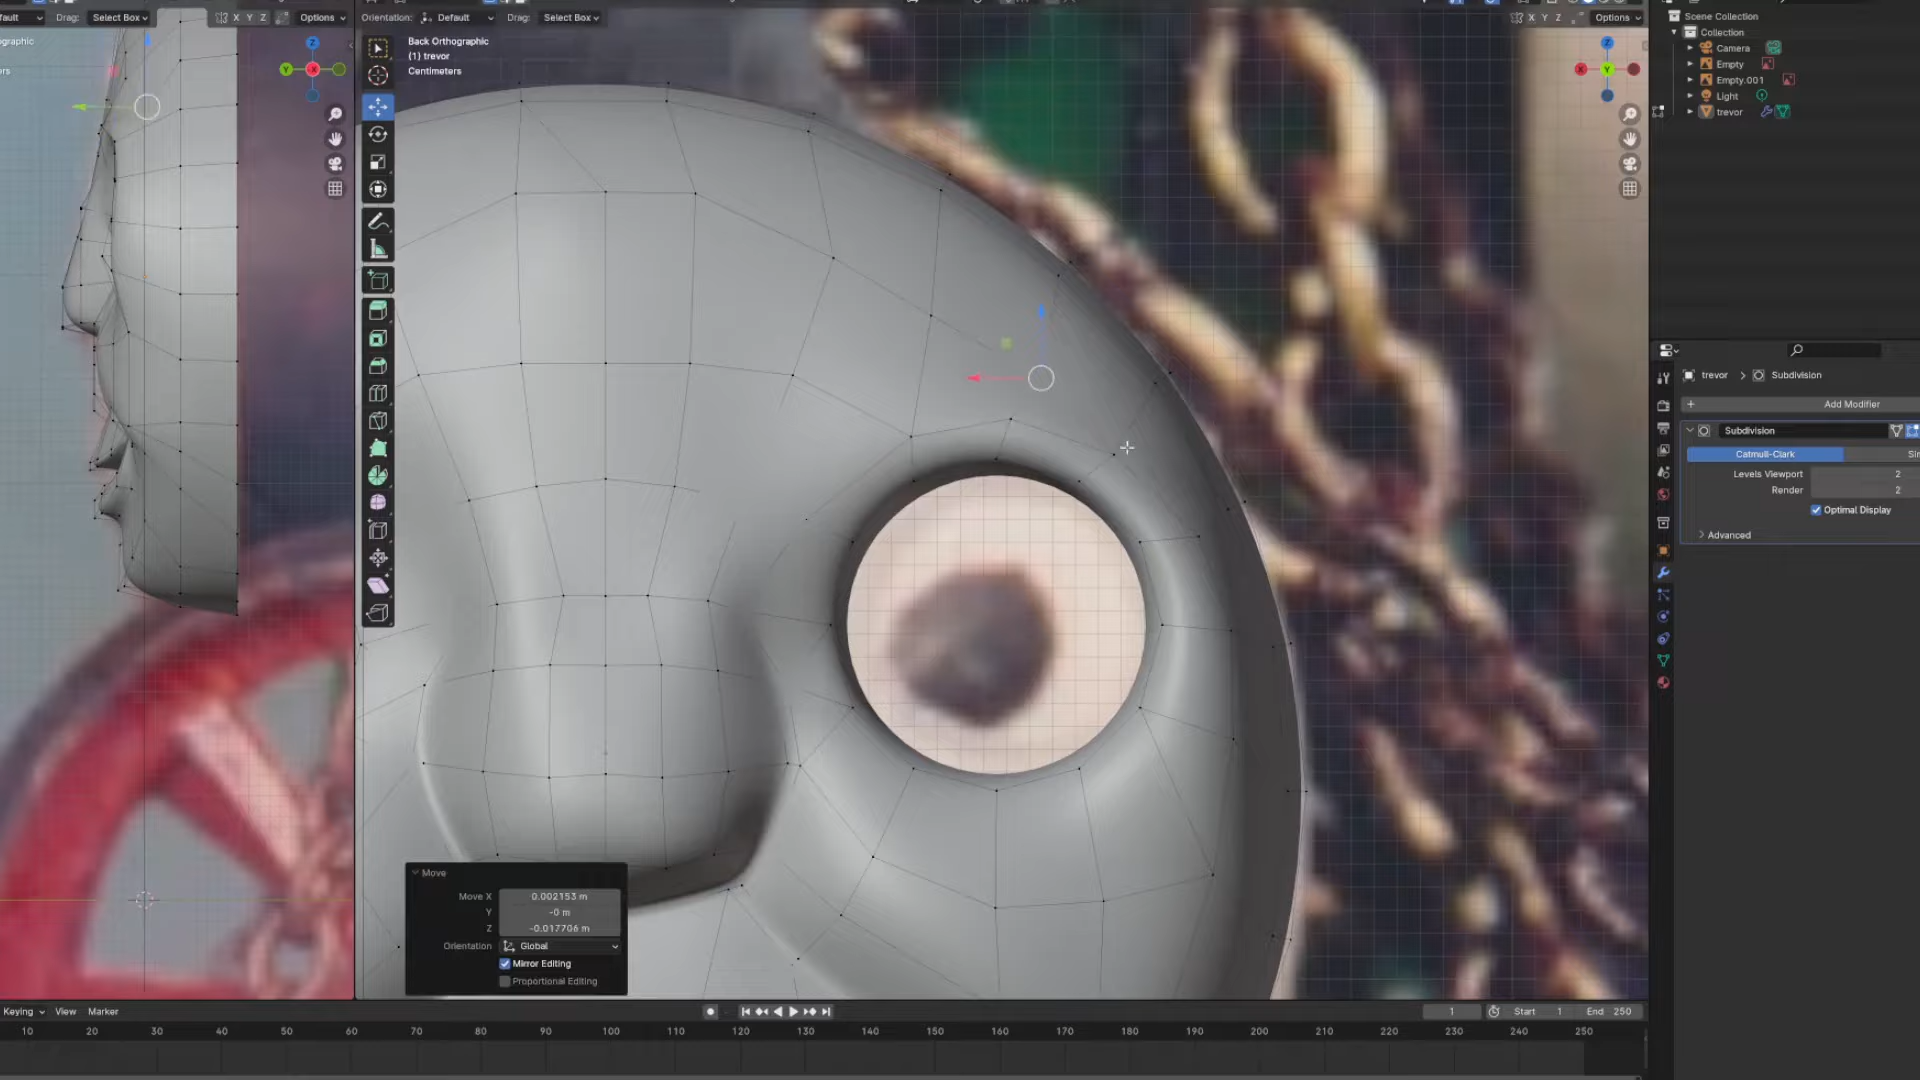 Drag: Select Box
X Y Z
Options
Orientation: Default Drag: Select Box
X Y Z
Options
Back Orthographic
(1) trevor
Centimeters
Z
Y
X
Z
X
Y
Scene Collection
Collection
Camera
Empty
Empty.001
Light
trevor
trevor > Subdivision
+ Add Modifier
Subdivision
Catmull-Clark
Levels Viewport 2
Render 2
Optimal Display
Advanced
Move
Move X 0.002153 m
Y -0 m
Z -0.017706 m
Orientation Global
Mirror Editing
Proportional Editing
Keying View Marker
1
Start 1
End 250
10 20 30 40 50 60 70 80 90 100 110 120 130 140 150 160 170 180 190 200 210 220 230 240 250